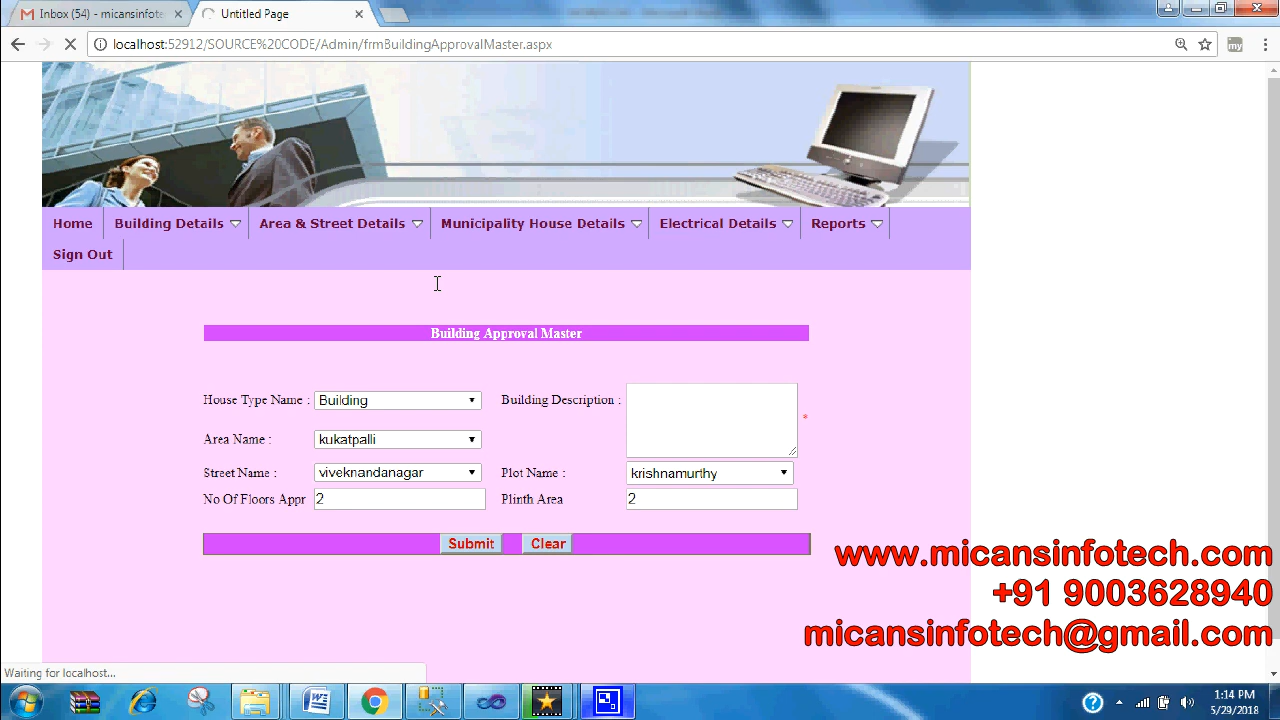 Inbox (54) - micansinfote
Untitled Page
localhost:52912/SOURCE%20CODE/Admin/frmBuildingApprovalMaster.aspx
my
Home
Building Details
Area & Street Details
Municipality House Details
Electrical Details
Reports
Sign Out
Building Approval Master
House Type Name :
Building
Building Description :
*
Area Name :
kukatpalli
Street Name :
viveknandanagar
Plot Name :
krishnamurthy
No Of Floors Appr
2
Plinth Area
2
Submit
Clear
www.micansinfotech.com
+91 9003628940
micansinfotech@gmail.com
Waiting for localhost...
1:14 PM
5/29/2018